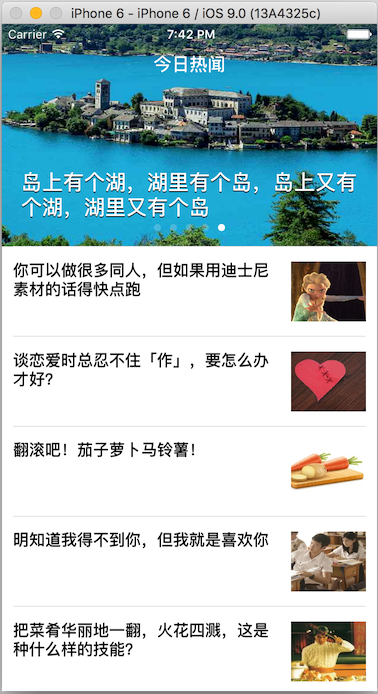 iPhone 6 - iPhone 6 / iOS 9.0 (13A4325c)
Carrier 7:42 PM
今日热闻
岛上有个湖，湖里有个岛，岛上又有
个湖，湖里又有个岛
你可以做很多同人，但如果用迪士尼
素材的话得快点跑
谈恋爱时总忍不住「作」，要怎么办
才好？
翻滚吧！茄子萝卜马铃薯！
明知道我得不到你，但我就是喜欢你
把菜肴华丽地一翻，火花四溅，这是
种什么样的技能？